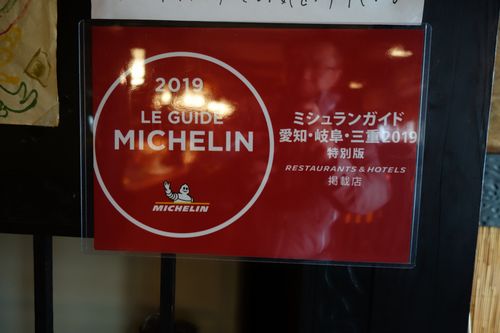 2019
LE GUIDE
MICHELIN
MICHELIN
ミシュランガイド
愛知・岐阜・三重2019
特別版
RESTAURANTS & HOTELS
掲載店